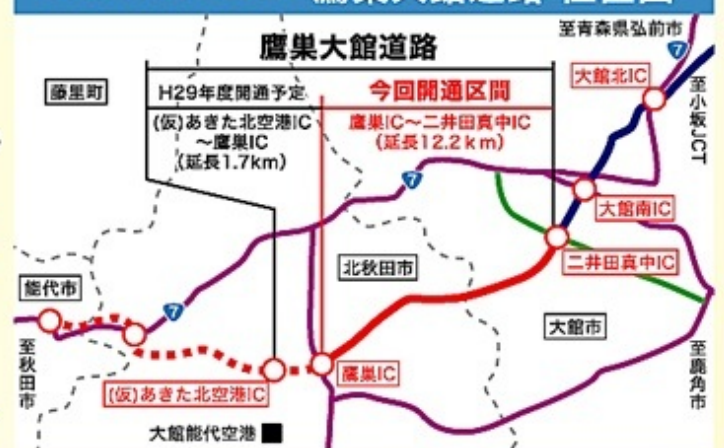 鷹巣大館道路
至青森県弘前市
7
大館北IC
藤里町
H29年度開通予定
今回開通区間
至小坂JCT
(仮)あきた北空港IC
～鷹巣IC
(延長1.7km)
鷹巣IC～二井田真中IC
(延長12.2km)
7
大館南IC
北秋田市
二井田真中IC
能代市
7
大館市
至秋田市
鷹巣IC
至鹿角市
(仮)あきた北空港IC
大館能代空港